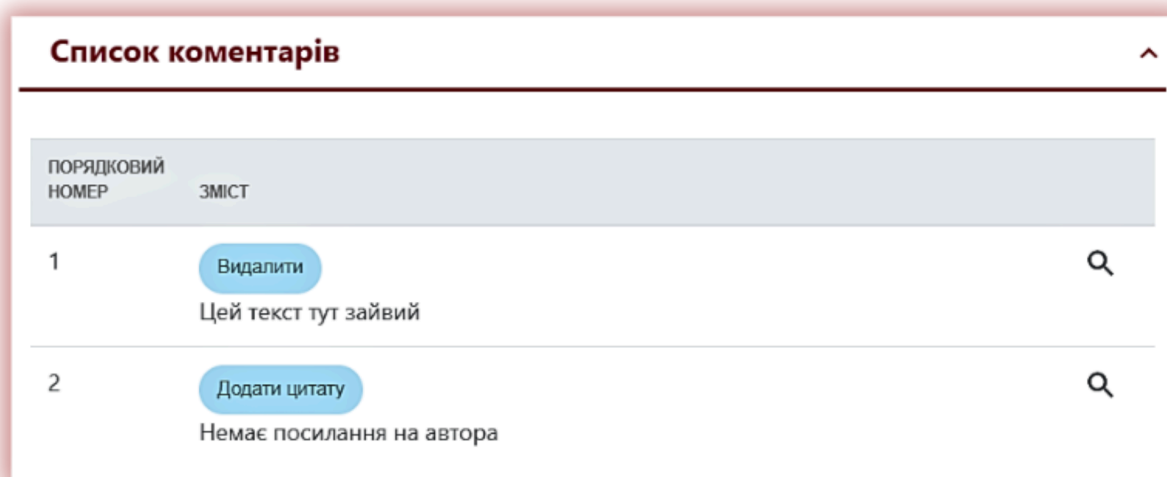 Список коментарів
ПОРЯДКОВИЙ
НОМЕР
ЗМІСТ
1
Видалити
Цей текст тут зайвий
2
Додати цитату
Немає посилання на автора